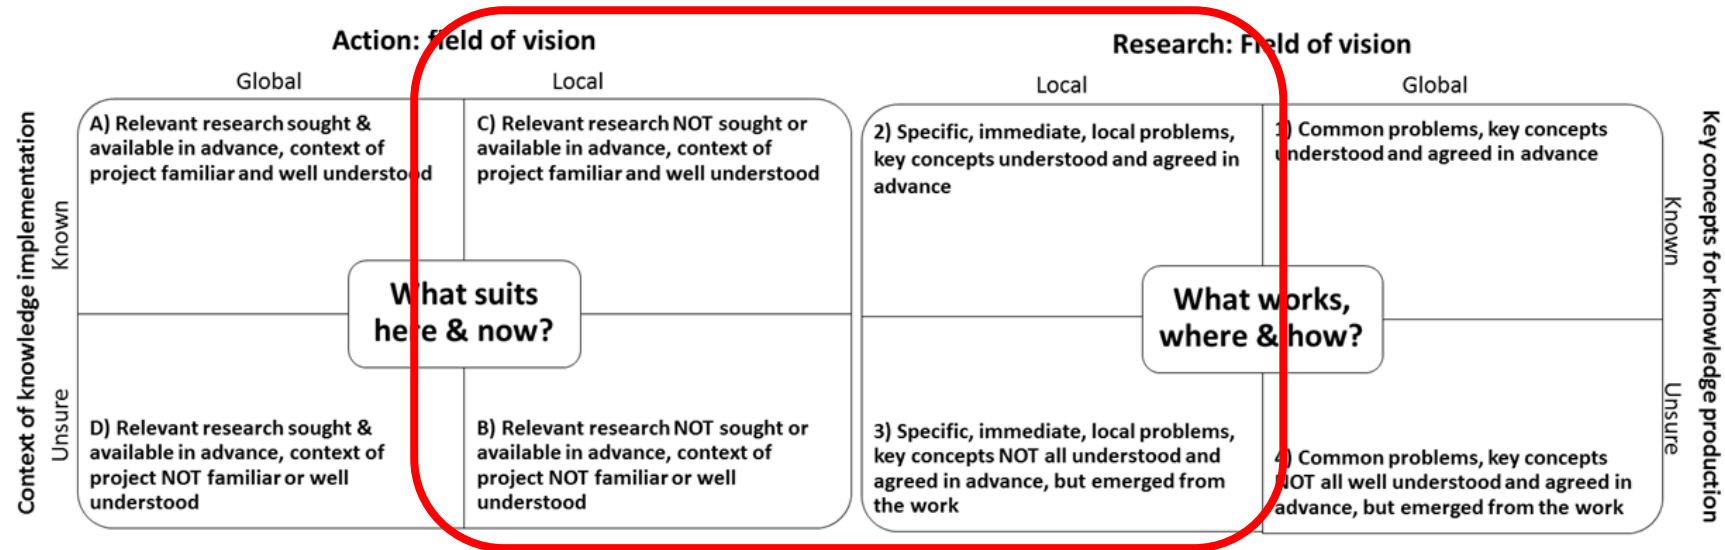 Action: field of vision
Global
Local
Context of knowledge implementation
Known
Unsure
A) Relevant research sought &
available in advance, context of
project familiar and well understood
C) Relevant research NOT sought or
available in advance, context of
project familiar and well understood
What suits
here & now?
D) Relevant research sought &
available in advance, context of
project NOT familiar or well
understood
B) Relevant research NOT sought or
available in advance, context of
project NOT familiar or well
understood
Research: Field of vision
Local
Global
2) Specific, immediate, local problems,
key concepts understood and agreed in
advance
1) Common problems, key concepts
understood and agreed in advance
What works,
where & how?
3) Specific, immediate, local problems,
key concepts NOT all understood and
agreed in advance, but emerged from
the work
4) Common problems, key concepts
NOT all well understood and agreed in
advance, but emerged from the work
Known
Unsure
Key concepts for knowledge production